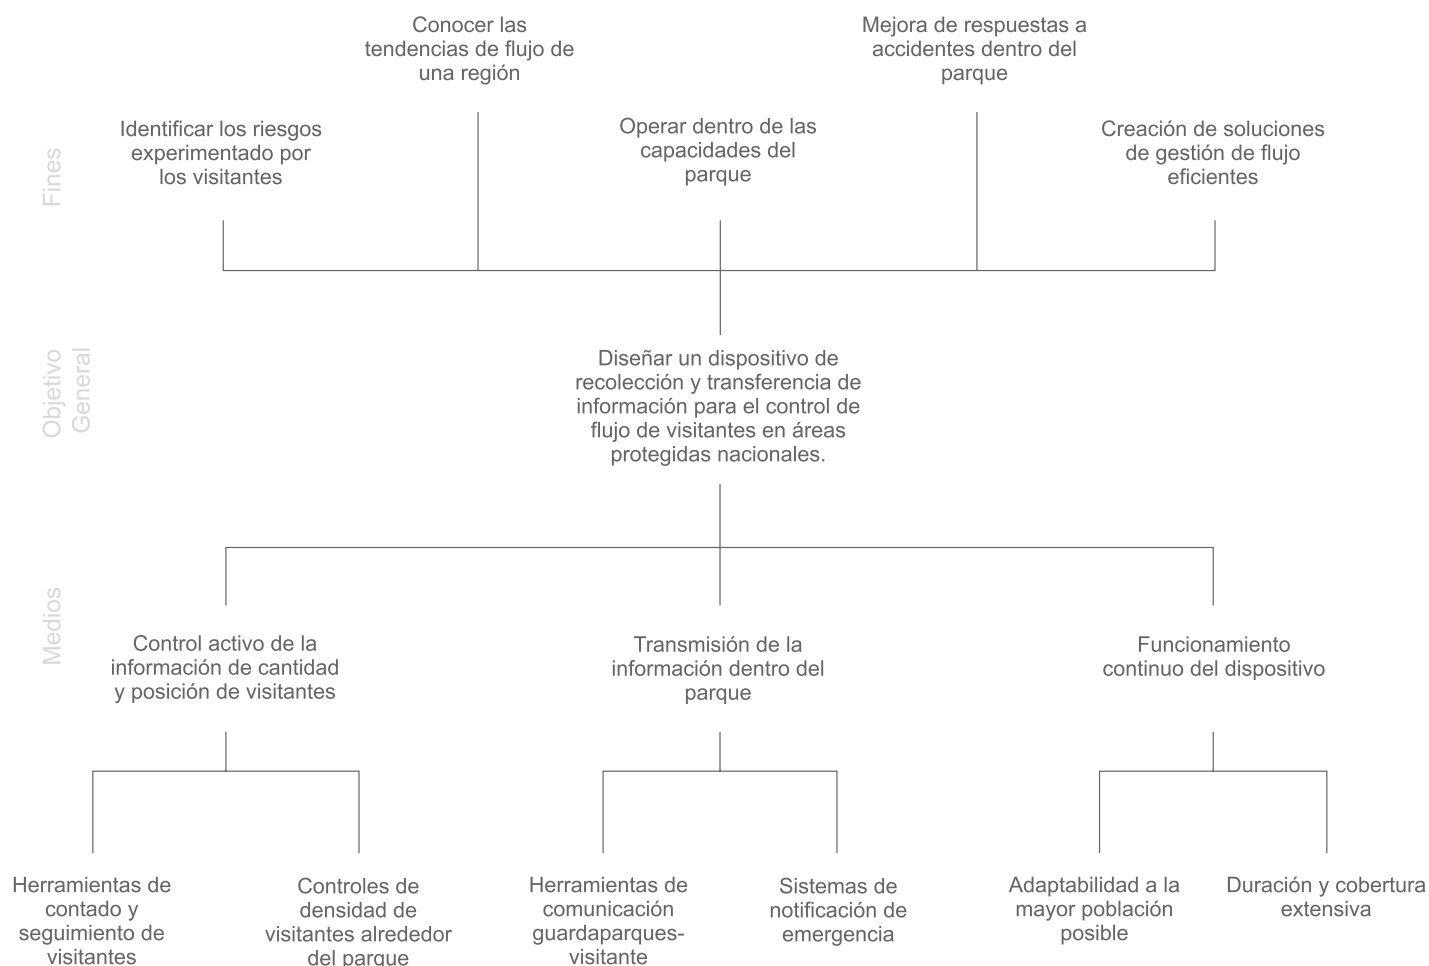 Conocer las
tendencias de flujo de
una región
Mejora de respuestas a
accidentes dentro del
parque
Identificar los riesgos
experimentado por
los visitantes
Operar dentro de las
capacidades del
parque
Creación de soluciones
de gestión de flujo
eficientes
Fines
Objetivo
General
Diseñar un dispositivo de
recolección y transferencia de
información para el control de
flujo de visitantes en áreas
protegidas nacionales.
Medios
Control activo de la
información de cantidad
y posición de visitantes
Transmisión de la
información dentro del
parque
Funcionamiento
continuo del dispositivo
Herramientas de
contado y
seguimiento de
visitantes
Controles de
densidad de
visitantes alrededor
del parque
Herramientas de
comunicación
guardaparques-
visitante
Sistemas de
notificación de
emergencia
Adaptabilidad a la
mayor población
posible
Duración y cobertura
extensiva